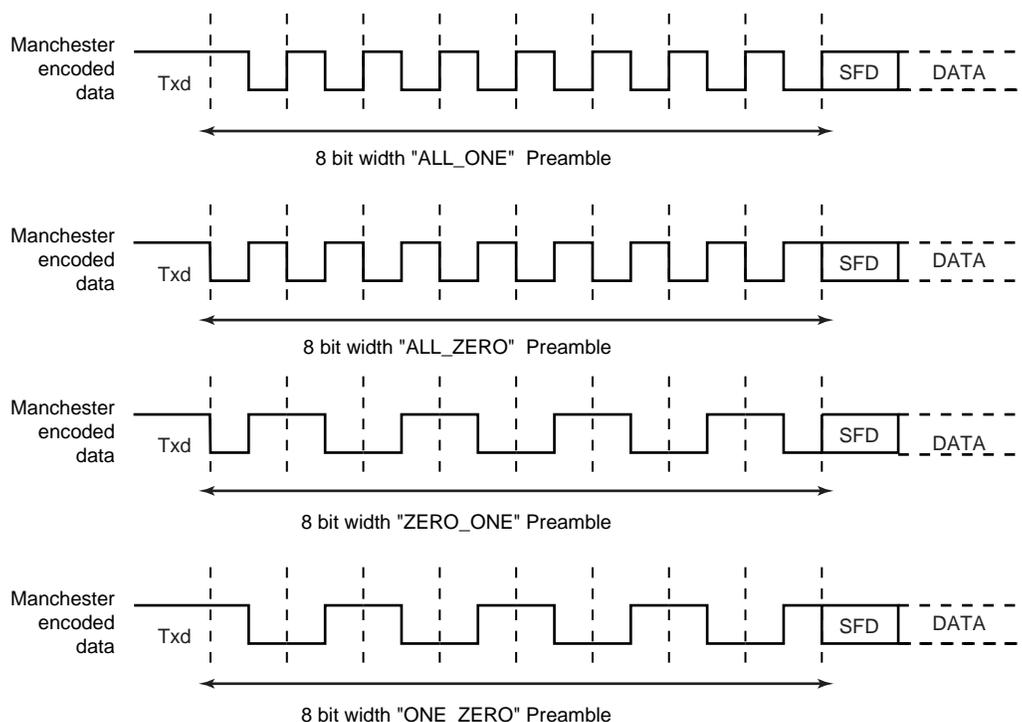 Manchester
encoded
data
Txd
SFD
DATA
8 bit width "ALL_ONE" Preamble
Manchester
encoded
data
Txd
SFD
DATA
8 bit width "ALL_ZERO" Preamble
Manchester
encoded
data
Txd
SFD
DATA
8 bit width "ZERO_ONE" Preamble
Manchester
encoded
data
Txd
SFD
DATA
8 bit width "ONE_ZERO" Preamble